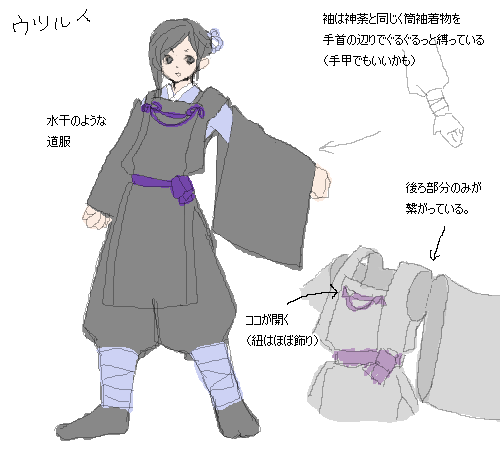 ウツルイ
袖は神薬と同じく筒袖着物を
手首の辺りでぐるぐるっと縛っている
(手甲でもいいかも)
水干のような
道服
後ろ部分のみが
繋がっている。
ココが開く
(紐はほぼ飾り)